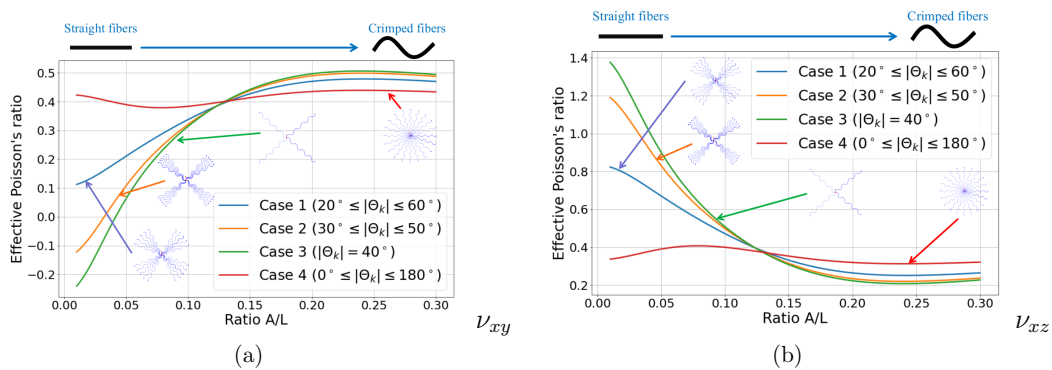 Straight fibers
Crimped fibers
Effective Poisson's ratio
0.5
0.4
0.3
0.2
0.1
0.0
−0.1
−0.2
Case 1 (20° ≤ |Θk| ≤ 60°)
Case 2 (30° ≤ |Θk| ≤ 50°)
Case 3 (|Θk| = 40°)
Case 4 (0° ≤ |Θk| ≤ 180°)
0.00 0.05 0.10 0.15 0.20 0.25 0.30
Ratio A/L
νxy
(a)
Straight fibers
Crimped fibers
Effective Poisson's ratio
1.4
1.2
1.0
0.8
0.6
0.4
0.2
Case 1 (20° ≤ |Θk| ≤ 60°)
Case 2 (30° ≤ |Θk| ≤ 50°)
Case 3 (|Θk| = 40°)
Case 4 (0° ≤ |Θk| ≤ 180°)
0.00 0.05 0.10 0.15 0.20 0.25 0.30
Ratio A/L
νxz
(b)